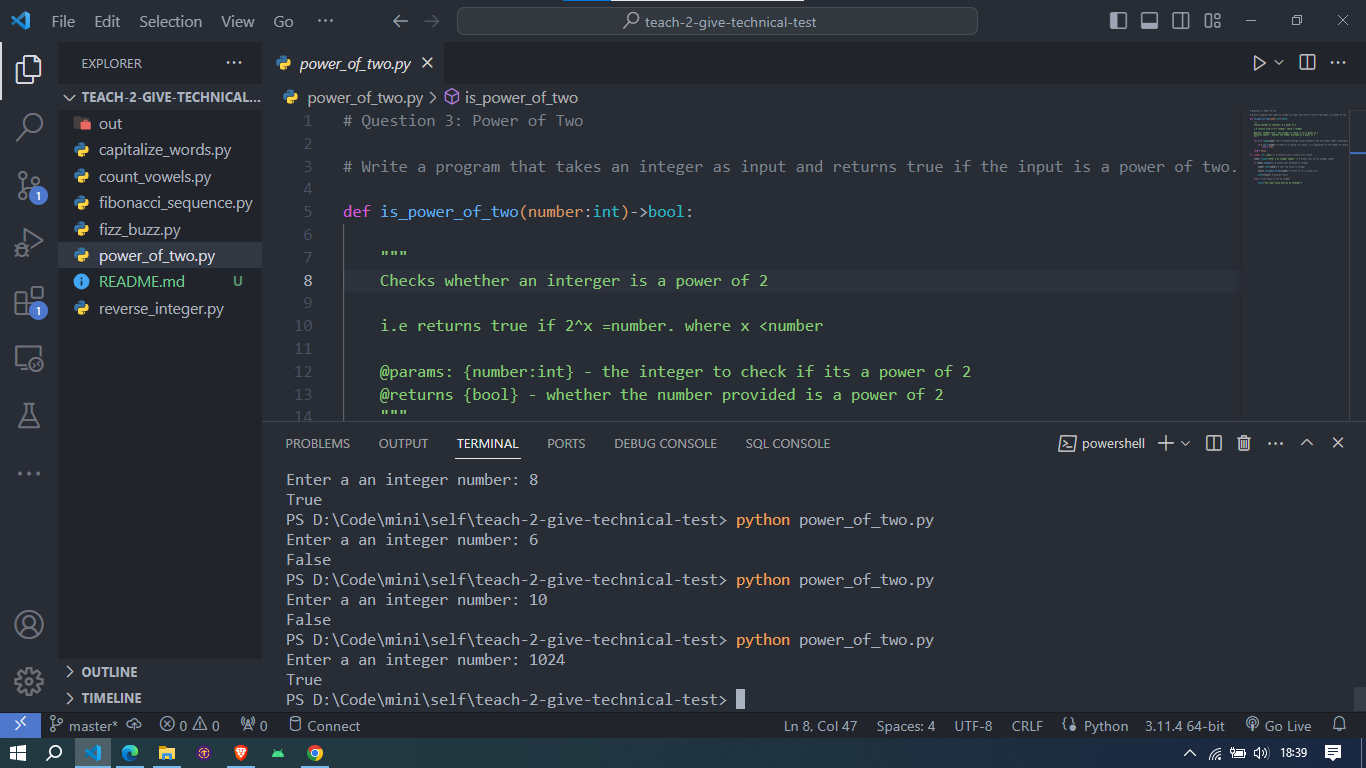 File Edit Selection View Go ···
teach-2-give-technical-test
EXPLORER ···
power_of_two.py
TEACH-2-GIVE-TECHNICAL...
out
capitalize_words.py
count_vowels.py
fibonacci_sequence.py
fizz_buzz.py
power_of_two.py
README.md U
reverse_integer.py
1
1
OUTLINE
TIMELINE
power_of_two.py > is_power_of_two
1 # Question 3: Power of Two
2
3 # Write a program that takes an integer as input and returns true if the input is a power of two.
4
5 def is_power_of_two(number:int)->bool:
6
7 """
8 Checks whether an interger is a power of 2
9
10 i.e returns true if 2^x =number. where x <number
11
12 @params: {number:int} - the integer to check if its a power of 2
13 @returns {bool} - whether the number provided is a power of 2
14 """
PROBLEMS OUTPUT TERMINAL PORTS DEBUG CONSOLE SQL CONSOLE
powershell
Enter a an integer number: 8
True
PS D:\Code\mini\self\teach-2-give-technical-test> python power_of_two.py
Enter a an integer number: 6
False
PS D:\Code\mini\self\teach-2-give-technical-test> python power_of_two.py
Enter a an integer number: 10
False
PS D:\Code\mini\self\teach-2-give-technical-test> python power_of_two.py
Enter a an integer number: 1024
True
PS D:\Code\mini\self\teach-2-give-technical-test>
master* 0 0 0 Connect
Ln 8, Col 47 Spaces: 4 UTF-8 CRLF Python 3.11.4 64-bit Go Live
18:39